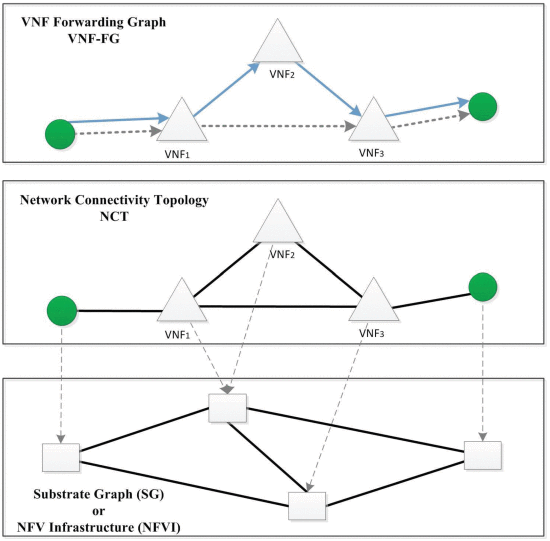 VNF Forwarding Graph
VNF-FG
VNF2
VNF1
VNF3
Network Connectivity Topology
NCT
VNF2
VNF1
VNF3
Substrate Graph (SG)
or
NFV Infrastructure (NFVI)